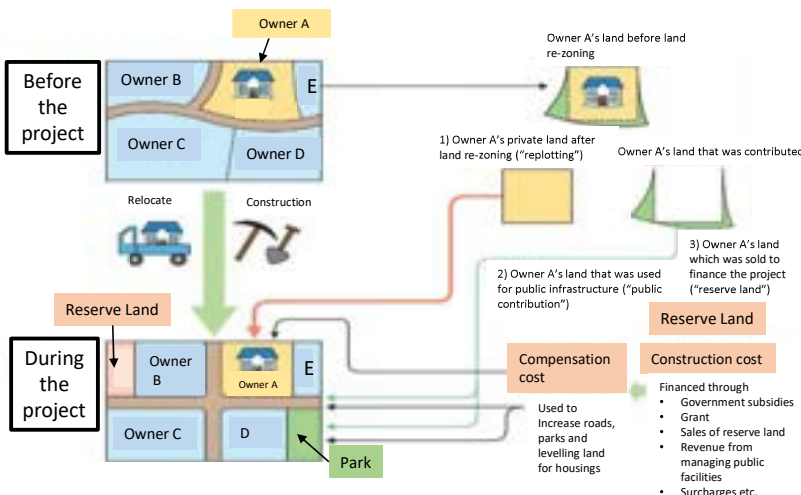 Owner A
Before
the
project
Owner B
E
Owner C
Owner D
Owner A’s land before land
re-zoning
1) Owner A’s private land after
land re-zoning (“replotting”)
Owner A’s land that was contributed
Relocate
Construction
2) Owner A’s land that was used
for public infrastructure (“public
contribution”)
3) Owner A’s land
which was sold to
finance the project
(“reserve land”)
Reserve Land
Reserve Land
During
the
project
Owner
B
Owner A
E
Owner C
D
Park
Compensation
cost
Used to
Increase roads,
parks and
levelling land
for housings
Construction cost
Financed through
• Government subsidies
• Grant
• Sales of reserve land
• Revenue from
managing public
facilities
• Surcharges etc.